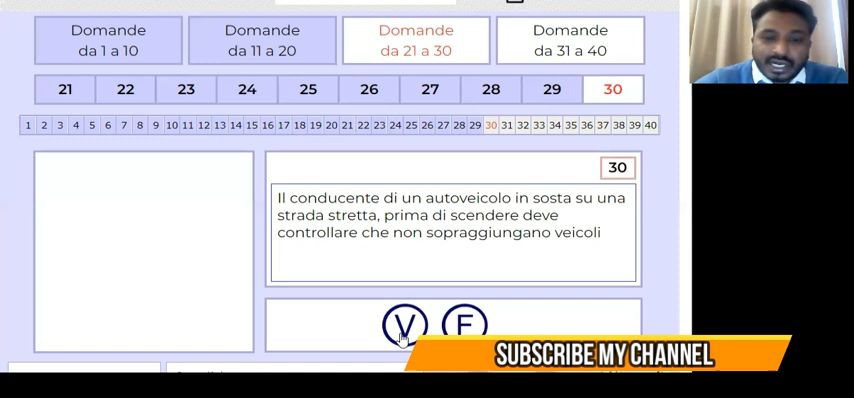 Domande
da 1 a 10
Domande
da 11 a 20
Domande
da 21 a 30
Domande
da 31 a 40
21 22 23 24 25 26 27 28 29 30
1 2 3 4 5 6 7 8 9 10 11 12 13 14 15 16 17 18 19 20 21 22 23 24 25 26 27 28 29 30 31 32 33 34 35 36 37 38 39 40
30
Il conducente di un autoveicolo in sosta su una
strada stretta, prima di scendere deve
controllare che non sopraggiungano veicoli
V F
SUBSCRIBE MY CHANNEL